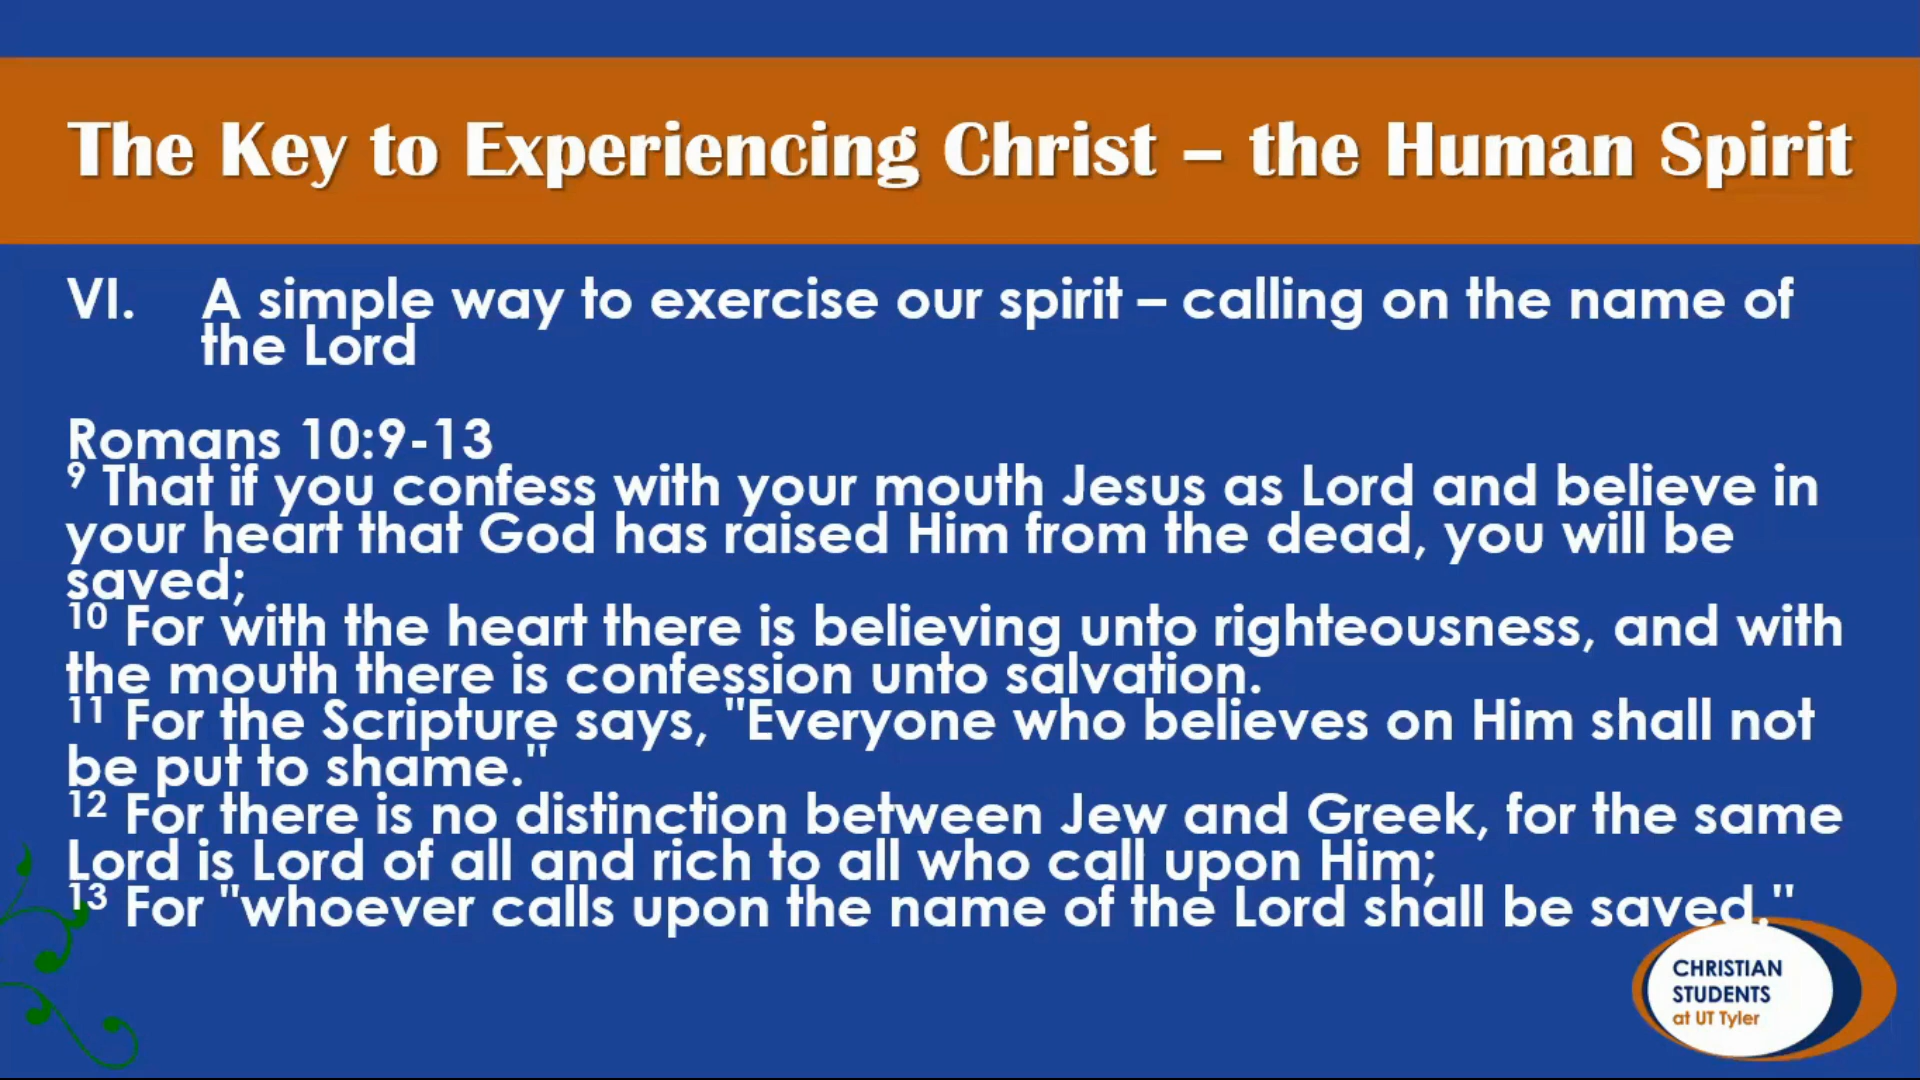 The Key to Experiencing Christ – the Human Spirit
VI. A simple way to exercise our spirit – calling on the name of
the Lord
Romans 10:9-13
9 That if you confess with your mouth Jesus as Lord and believe in
your heart that God has raised Him from the dead, you will be
saved;
10 For with the heart there is believing unto righteousness, and with
the mouth there is confession unto salvation.
11 For the Scripture says, "Everyone who believes on Him shall not
be put to shame."
12 For there is no distinction between Jew and Greek, for the same
Lord is Lord of all and rich to all who call upon Him;
13 For "whoever calls upon the name of the Lord shall be saved."
CHRISTIAN
STUDENTS
at UT Tyler